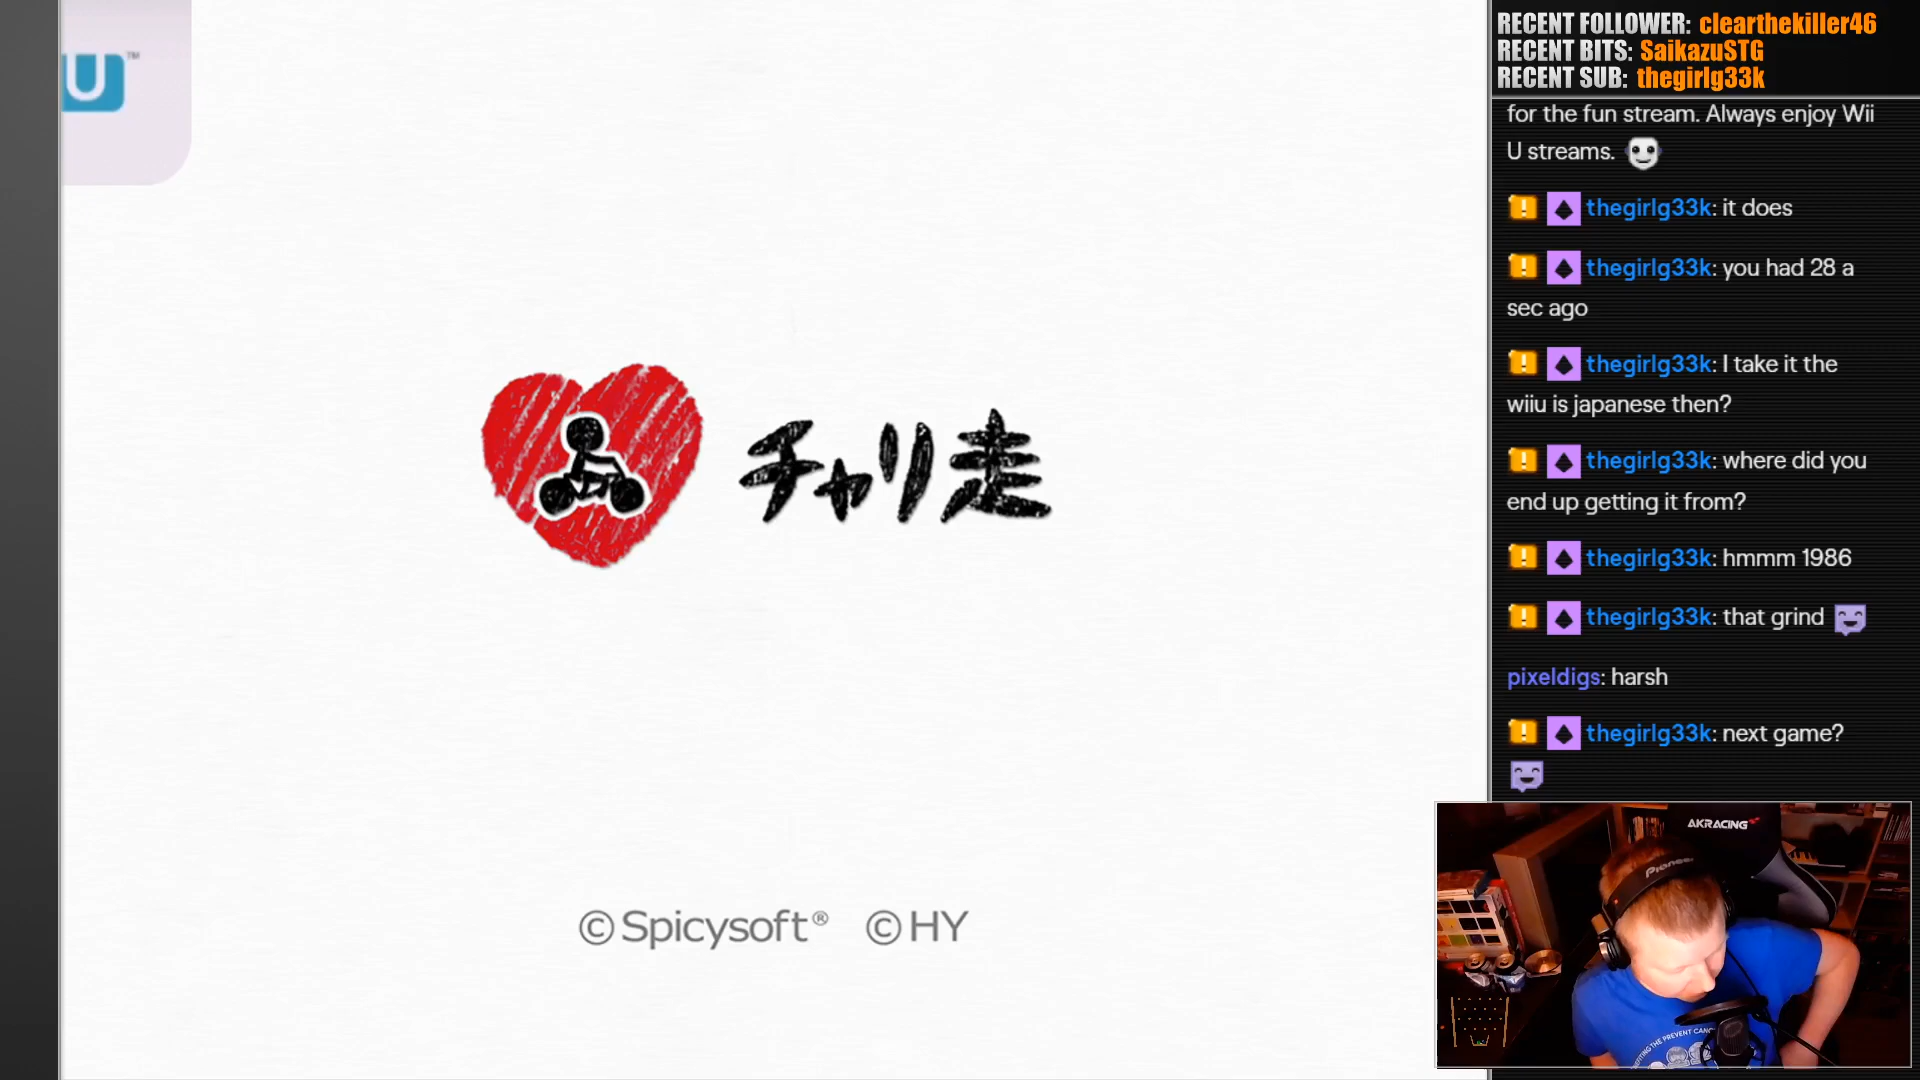 U™
チャリ走
©Spicysoft® ©HY
RECENT FOLLOWER: clearthekiller46
RECENT BITS: SaikazuSTG
RECENT SUB: thegirlg33k
for the fun stream. Always enjoy Wii
U streams.
thegirlg33k: it does
thegirlg33k: you had 28 a
sec ago
thegirlg33k: I take it the
wiiu is japanese then?
thegirlg33k: where did you
end up getting it from?
thegirlg33k: hmmm 1986
thegirlg33k: that grind
pixeldigs: harsh
thegirlg33k: next game?
AKRACING
Pioneer